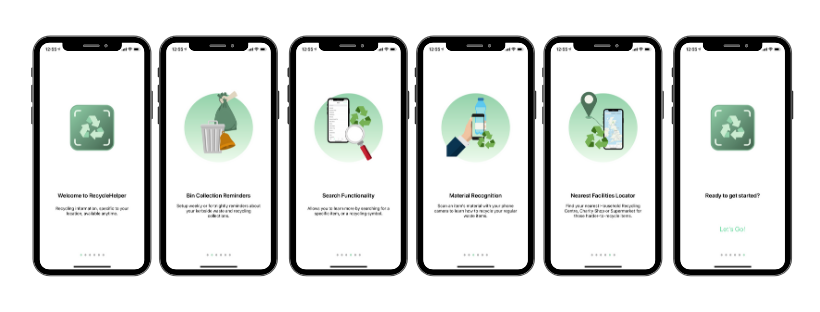 12:55
Welcome to RecycleHelper
Recycling information, specific to your
location, available anytime.
12:55
Bin Collection Reminders
Setup weekly or fortnightly reminders about
your kerbside waste and recycling
collections.
12:55
Search Functionality
Allows you to learn more by searching for a
specific item, or a recycling symbol.
12:55
Material Recognition
Scan an item's material with your phone
camera to learn how to recycle your regular
waste items.
12:55
Nearest Facilities Locator
Find your nearest Household Recycling
Centre, Charity Shop or Supermarket for
those harder-to-recycle items.
12:55
Ready to get started?
Let's Go!